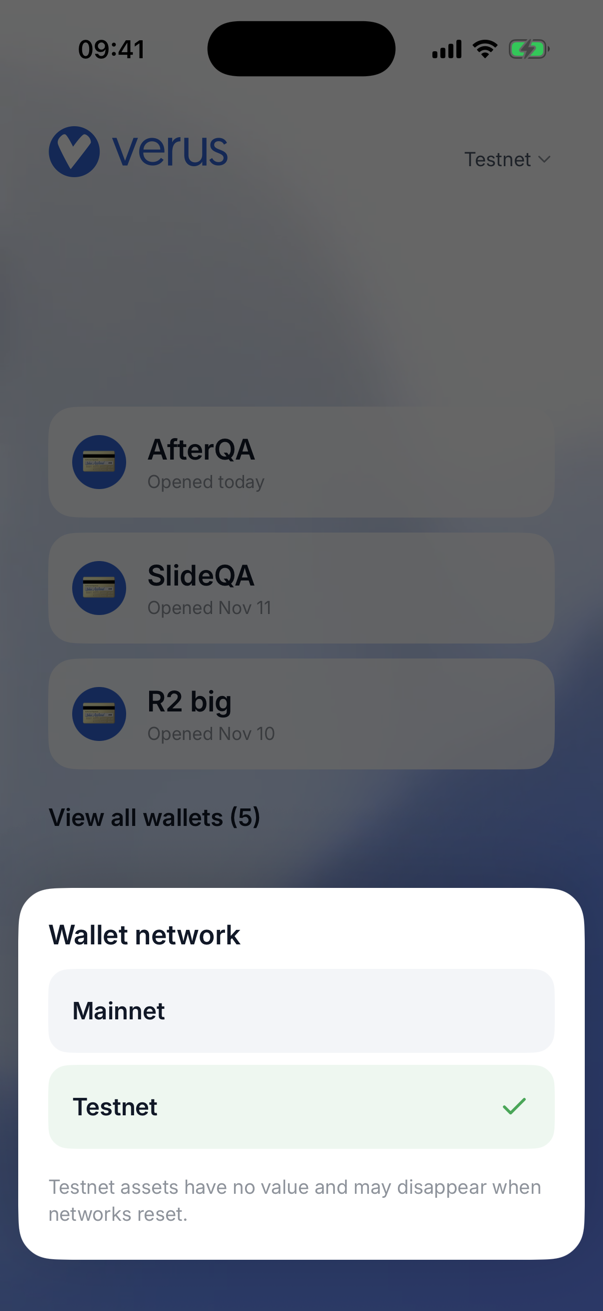 09:41
verus
Testnet
AfterQA
Opened today
SlideQA
Opened Nov 11
R2 big
Opened Nov 10
View all wallets (5)
Wallet network
Mainnet
Testnet
Testnet assets have no value and may disappear when
networks reset.